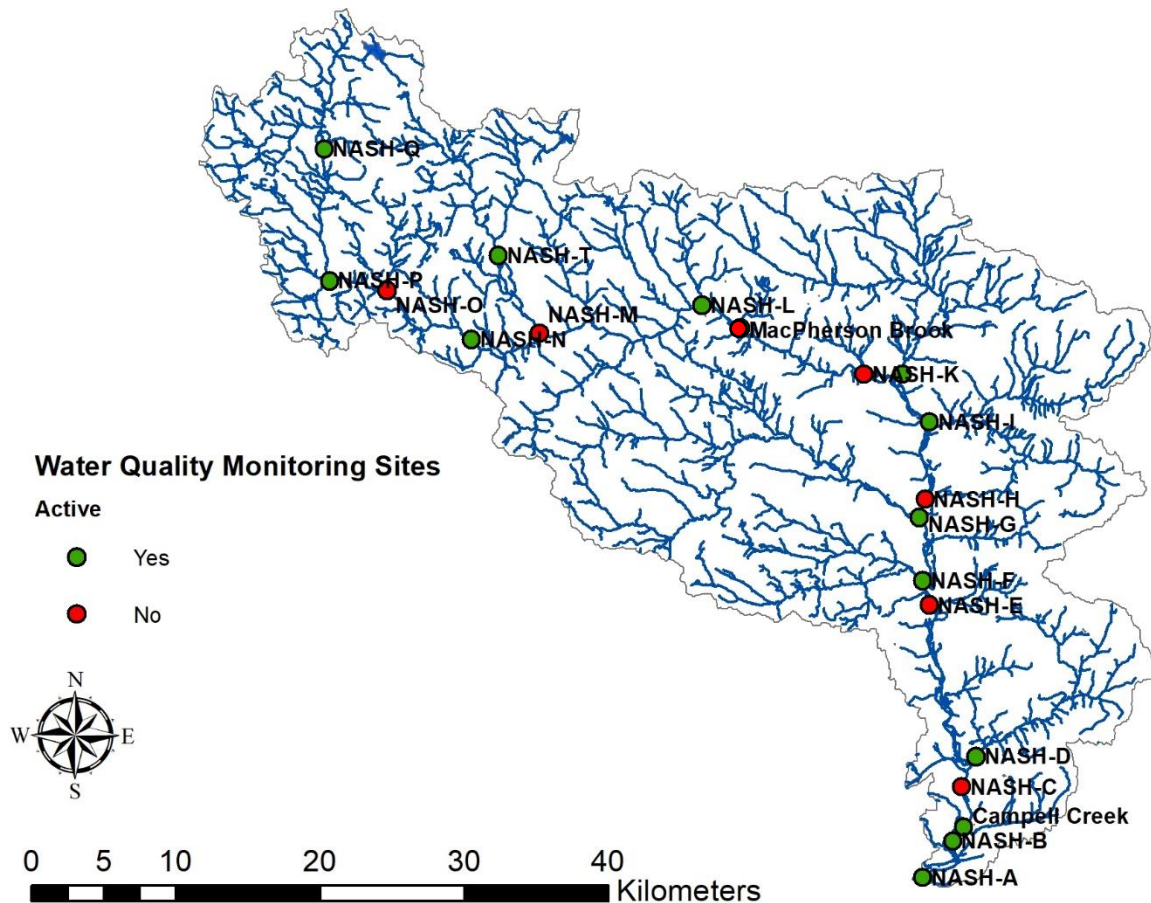 NASH-Q
NASH-T
NASH-P
NASH-O
NASH-L
NASH-M
MacPherson Brook
NASH-N
NASH-K
NASH-I
Water Quality Monitoring Sites
Active
Yes
No
NASH-H
NASH-G
NASH-F
NASH-E
N
W
E
S
NASH-D
NASH-C
Campell Creek
NASH-B
NASH-A
0 5 10 20 30 40
Kilometers